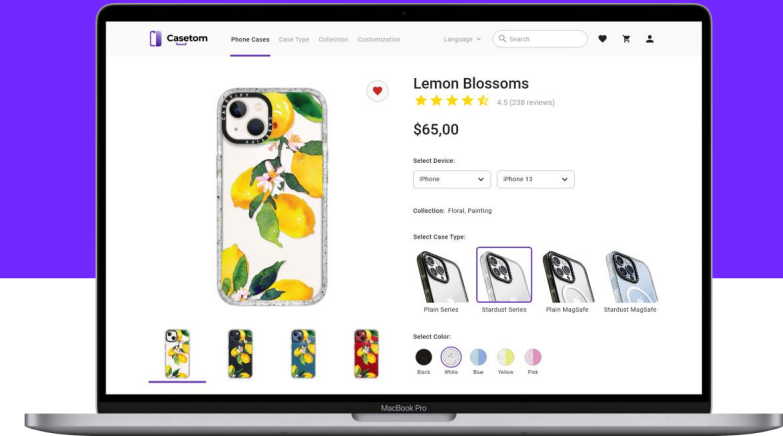 Casetom
Phone Cases Case Type Collection Customization Language Search
Lemon Blossoms
4.5 (238 reviews)
$65,00
Select Device:
iPhone iPhone 13
Collection: Floral, Painting
Select Case Type:
Plain Series Stardust Series Plain MagSafe Stardust MagSafe
Select Color:
Black White Blue Yellow Pink
MacBook Pro